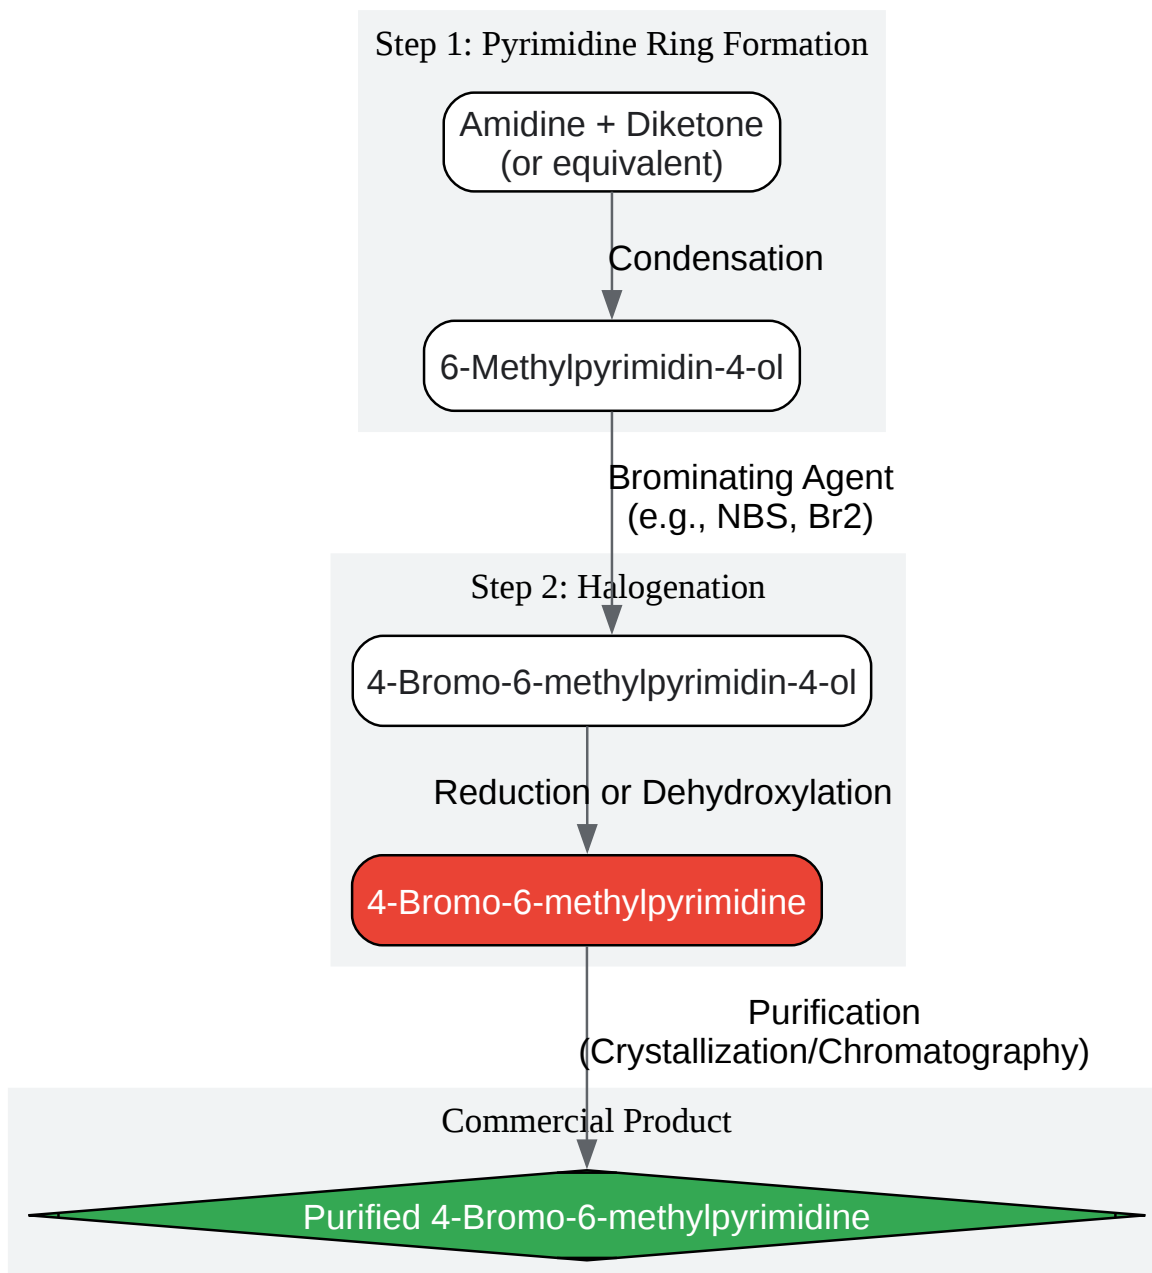 Step 1: Pyrimidine Ring Formation
Amidine + Diketone
(or equivalent)
Condensation
6-Methylpyrimidin-4-ol
Brominating Agent
(e.g., NBS, Br2)
Step 2: Halogenation
4-Bromo-6-methylpyrimidin-4-ol
Reduction or Dehydroxylation
4-Bromo-6-methylpyrimidine
Purification
(Crystallization/Chromatography)
Commercial Product
Purified 4-Bromo-6-methylpyrimidine